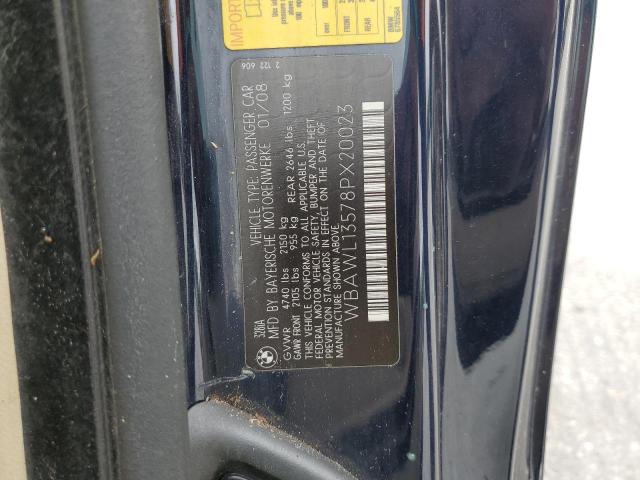 IMPORT
2 122 606
328iA
VEHICLE TYPE: PASSENGER CAR
MFD BY BAYERISCHE MOTORENWERKE 01/08
GVWR 4740 lbs 2150 kg
GAWR FRONT 2105 lbs 955 kg REAR 2646 lbs 1200 kg
THIS VEHICLE CONFORMS TO ALL APPLICABLE U.S.
FEDERAL MOTOR VEHICLE SAFETY, BUMPER, AND THEFT
PREVENTION STANDARDS IN EFFECT ON THE DATE OF
MANUFACTURE SHOWN ABOVE.
WBAWL13578PX20023